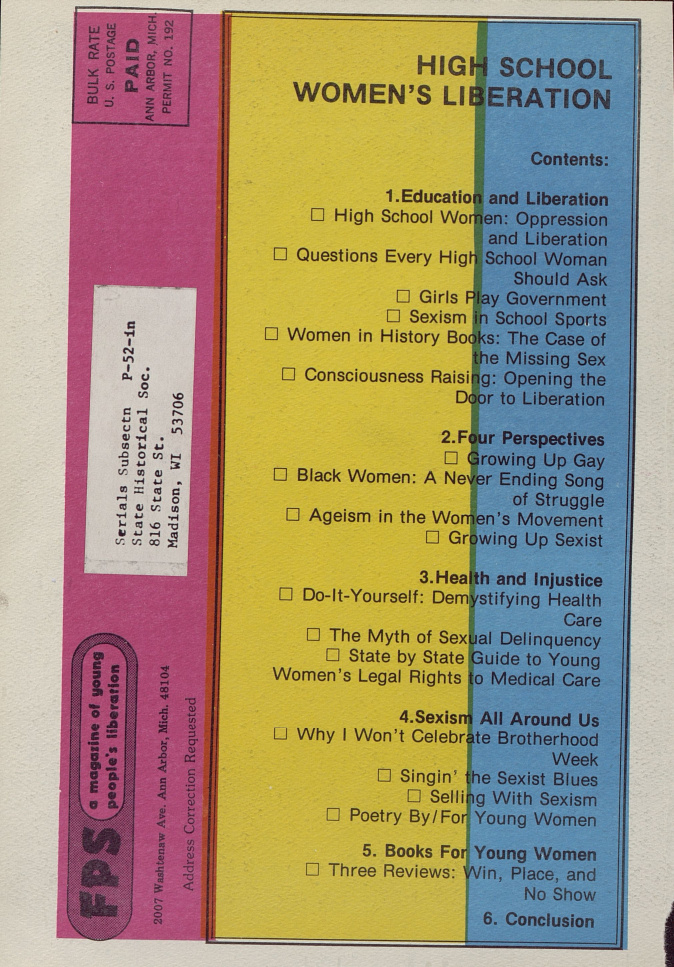 HIGH SCHOOL
WOMEN'S LIBERATION
Contents:
1.Education and Liberation
□ High School Women: Oppression
and Liberation
□ Questions Every High School Woman
Should Ask
□ Girls Play Government
□ Sexism in School Sports
□ Women in History Books: The Case of
the Missing Sex
□ Consciousness Raising: Opening the
Door to Liberation
2.Four Perspectives
□ Growing Up Gay
□ Black Women: A Never Ending Song
of Struggle
□ Ageism in the Women's Movement
□ Growing Up Sexist
3.Health and Injustice
□ Do-It-Yourself: Demystifying Health
Care
□ The Myth of Sexual Delinquency
□ State by State Guide to Young
Women's Legal Rights to Medical Care
4.Sexism All Around Us
□ Why I Won't Celebrate Brotherhood
Week
□ Singin' the Sexist Blues
□ Selling With Sexism
□ Poetry By/For Young Women
5. Books For Young Women
□ Three Reviews: Win, Place, and
No Show
6. Conclusion
FPS
a magazine of young
people's liberation
2007 Washtenaw Ave. Ann Arbor, Mich. 48104
Address Correction Requested
Serials Subsectn P-52-in
State Historical Soc.
816 State St.
Madison, WI 53706
BULK RATE
U. S. POSTAGE
PAID
ANN ARBOR, MICH.
PERMIT NO. 192